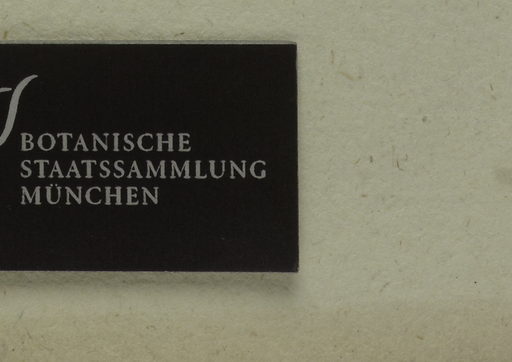 BOTANISCHE
STAATSSAMMLUNG
MÜNCHEN